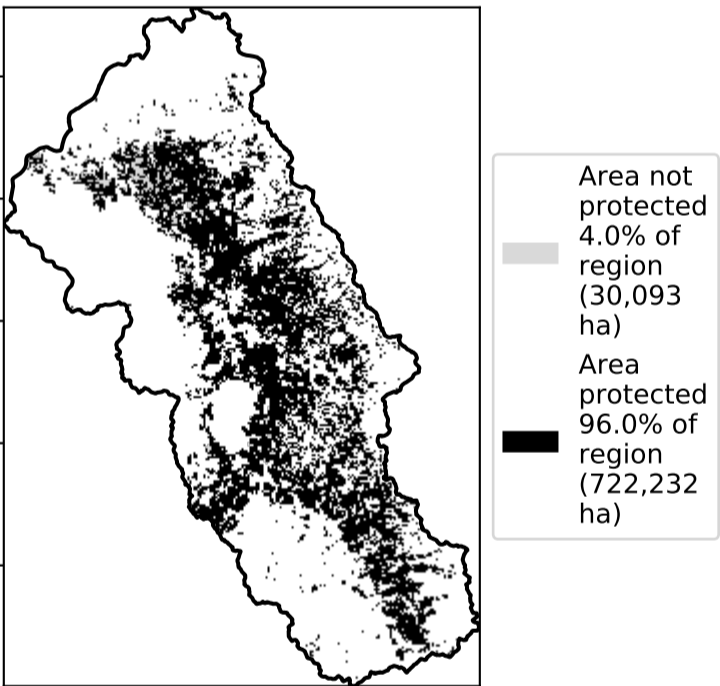 Area not
protected
4.0% of
region
(30,093
ha)
Area
protected
96.0% of
region
(722,232
ha)